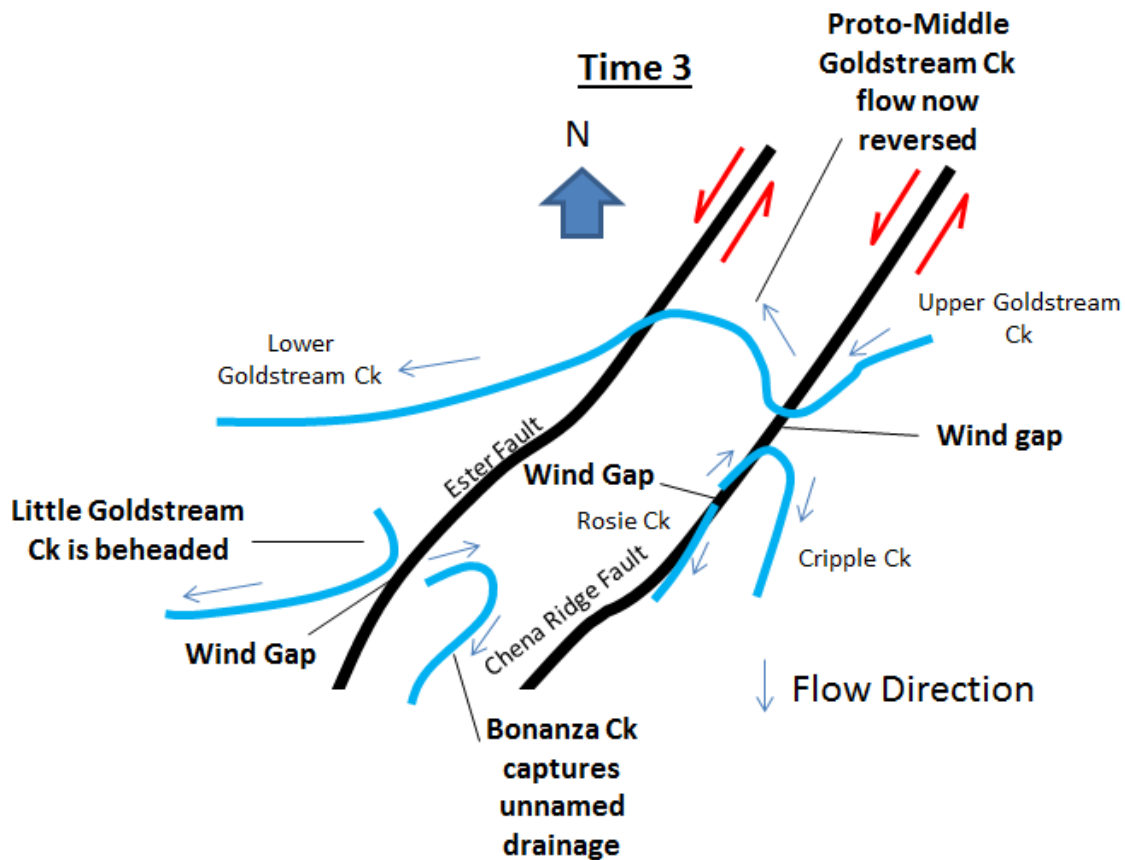 Proto-Middle
Goldstream Ck
flow now
reversed
Time 3
N
Upper Goldstream
Ck
Lower
Goldstream Ck
Wind gap
Ester Fault
Wind Gap
Little Goldstream
Ck is beheaded
Rosie Ck
Cripple Ck
Chena Ridge Fault
Wind Gap
Flow Direction
Bonanza Ck
captures
unnamed
drainage